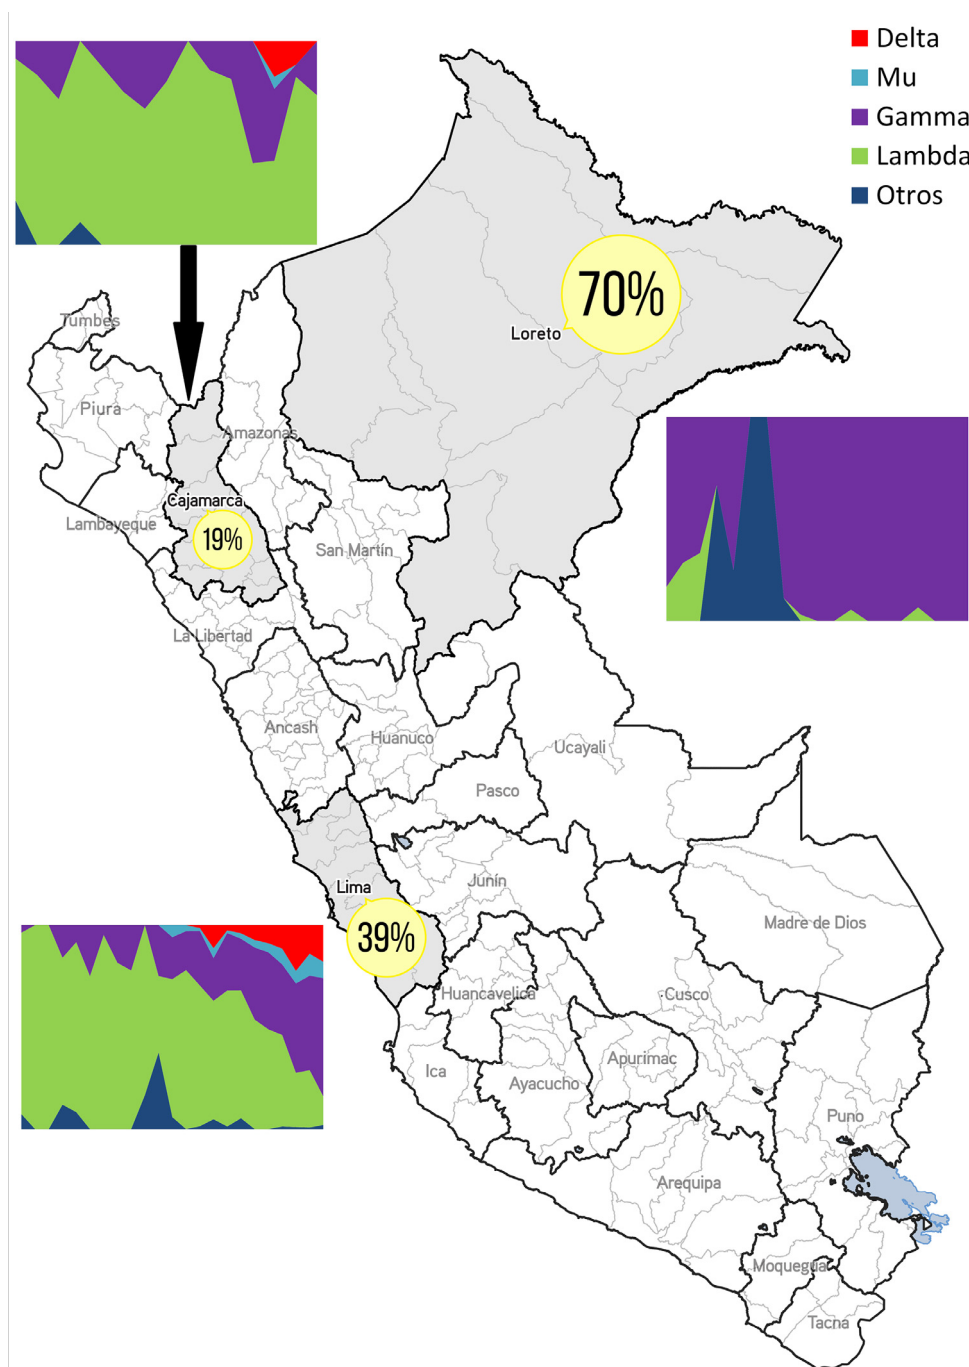 Delta
Mu
Gamma
Lambda
Otros
70%
Loreto
Tumbes
Piura
Amazonas
Cajamarca
Lambayeque
19%
San Martín
La Libertad
Ancash
Huanuco
Ucayali
Pasco
Lima
Junín
39%
Madre de Dios
Huancavelica
Cusco
Ica
Apurimac
Ayacucho
Puno
Arequipa
Moquegua
Tacna